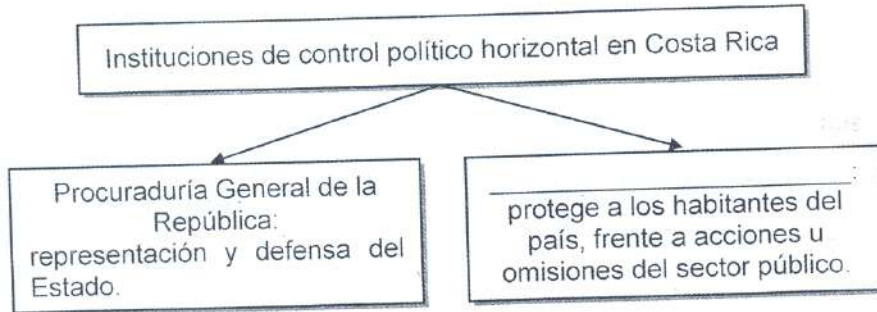 Instituciones de control político horizontal en Costa Rica
Procuraduría General de la
República:
representación y defensa del
Estado.
____________________________:
protege a los habitantes del
país, frente a acciones u
omisiones del sector público.